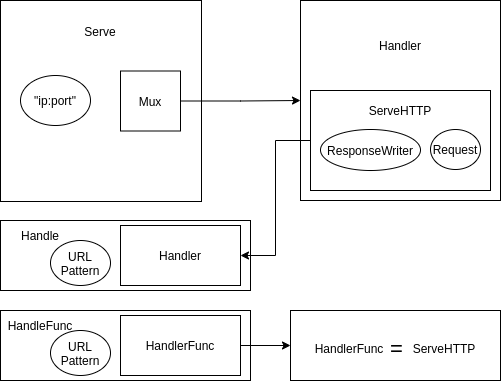 Serve
"ip:port"
Mux
Handler
ServeHTTP
ResponseWriter
Request
Handle
URL
Pattern
Handler
HandleFunc
URL
Pattern
HandlerFunc
HandlerFunc = ServeHTTP